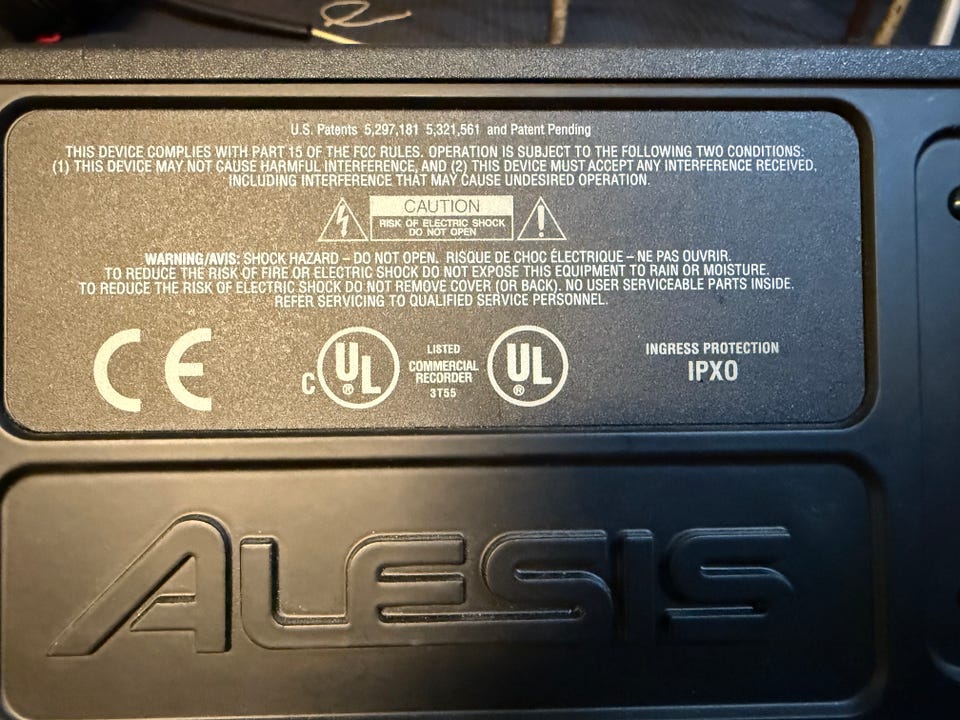 U.S. Patents 5,297,181 5,321,561 and Patent Pending
THIS DEVICE COMPLIES WITH PART 15 OF THE FCC RULES. OPERATION IS SUBJECT TO THE FOLLOWING TWO CONDITIONS:
(1) THIS DEVICE MAY NOT CAUSE HARMFUL INTERFERENCE, AND (2) THIS DEVICE MUST ACCEPT ANY INTERFERENCE RECEIVED,
INCLUDING INTERFERENCE THAT MAY CAUSE UNDESIRED OPERATION.
CAUTION
RISK OF ELECTRIC SHOCK
DO NOT OPEN
WARNING/AVIS: SHOCK HAZARD – DO NOT OPEN. RISQUE DE CHOC ÉLECTRIQUE – NE PAS OUVRIR.
TO REDUCE THE RISK OF FIRE OR ELECTRIC SHOCK DO NOT EXPOSE THIS EQUIPMENT TO RAIN OR MOISTURE.
TO REDUCE THE RISK OF ELECTRIC SHOCK DO NOT REMOVE COVER (OR BACK). NO USER SERVICEABLE PARTS INSIDE.
REFER SERVICING TO QUALIFIED SERVICE PERSONNEL.
CE
C UL ®
LISTED
COMMERCIAL
RECORDER
3T55
UL ®
INGRESS PROTECTION
IPX0
ALESIS